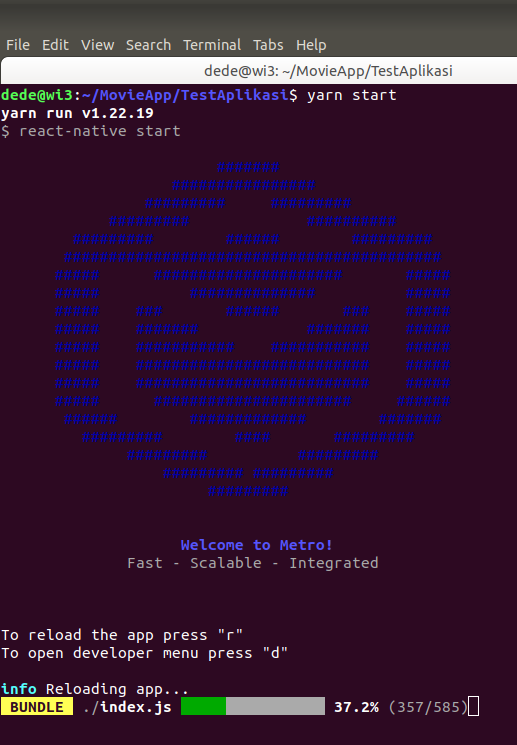 File Edit View Search Terminal Tabs Help
dede@wi3: ~/MovieApp/TestAplikasi
dede@wi3:~/MovieApp/TestAplikasi$ yarn start
yarn run v1.22.19
$ react-native start
#######
################
#########     #########
#########             ##########
#########        ######        #########
##########################################
#####      #####################       #####
#####          ##############          #####
#####    ###       ######       ###    #####
#####    #######            #######    #####
#####    ###########    ###########    #####
#####    ##########################    #####
#####    ##########################    #####
#####      ######################     ######
######        #############        #######
#########        ####       #########
#########          #########
######### #########
#########
Welcome to Metro!
Fast - Scalable - Integrated
To reload the app press "r"
To open developer menu press "d"
info Reloading app...
BUNDLE ./index.js 37.2% (357/585)